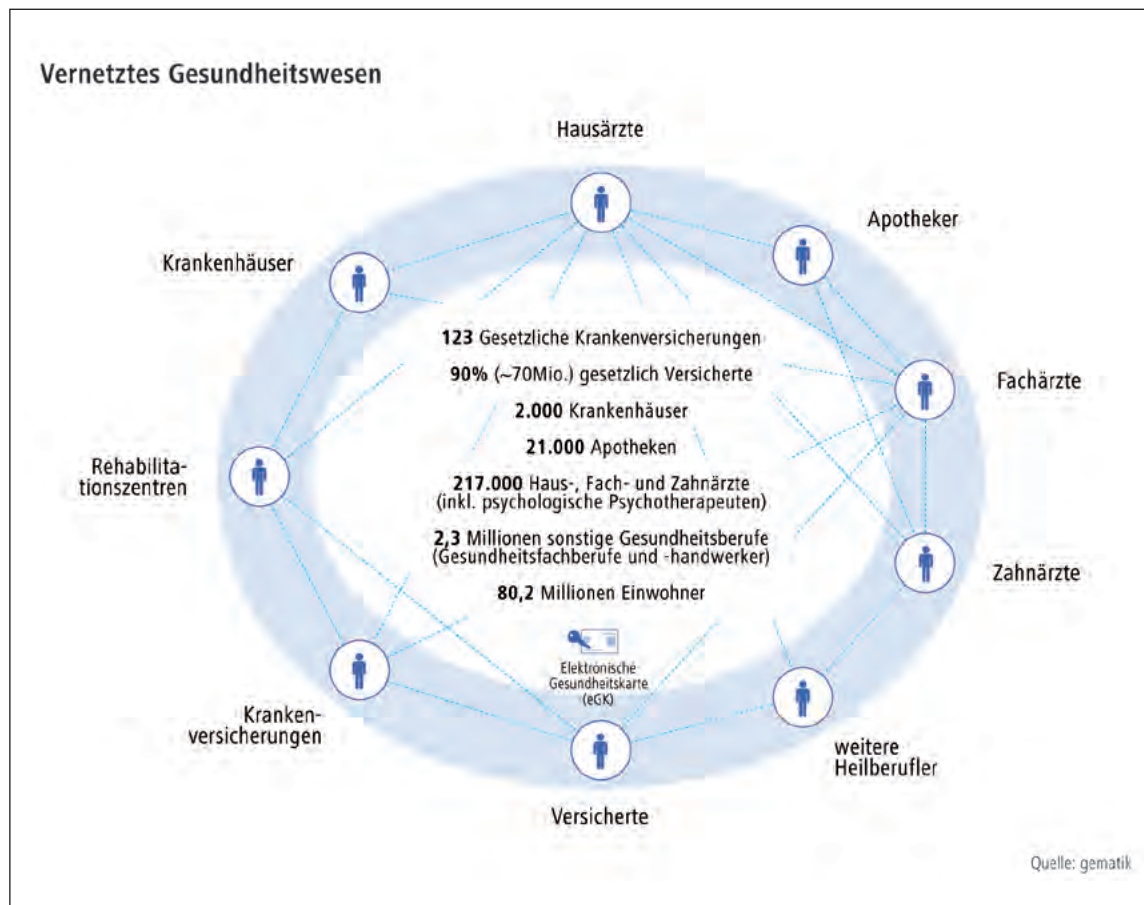 Vernetztes Gesundheitswesen
Hausärzte
Apotheker
Krankenhäuser
Fachärzte
123 Gesetzliche Krankenversicherungen
90% (~70Mio.) gesetzlich Versicherte
2.000 Krankenhäuser
21.000 Apotheken
217.000 Haus-, Fach- und Zahnärzte
(inkl. psychologische Psychotherapeuten)
2,3 Millionen sonstige Gesundheitsberufe
(Gesundheitsfachberufe und -handwerker)
80,2 Millionen Einwohner
Rehabilita-
tionszentren
Zahnärzte
Elektronische
Gesundheitskarte
(eGK)
Kranken-
versicherungen
weitere
Heilberufler
Versicherte
Quelle: gematik